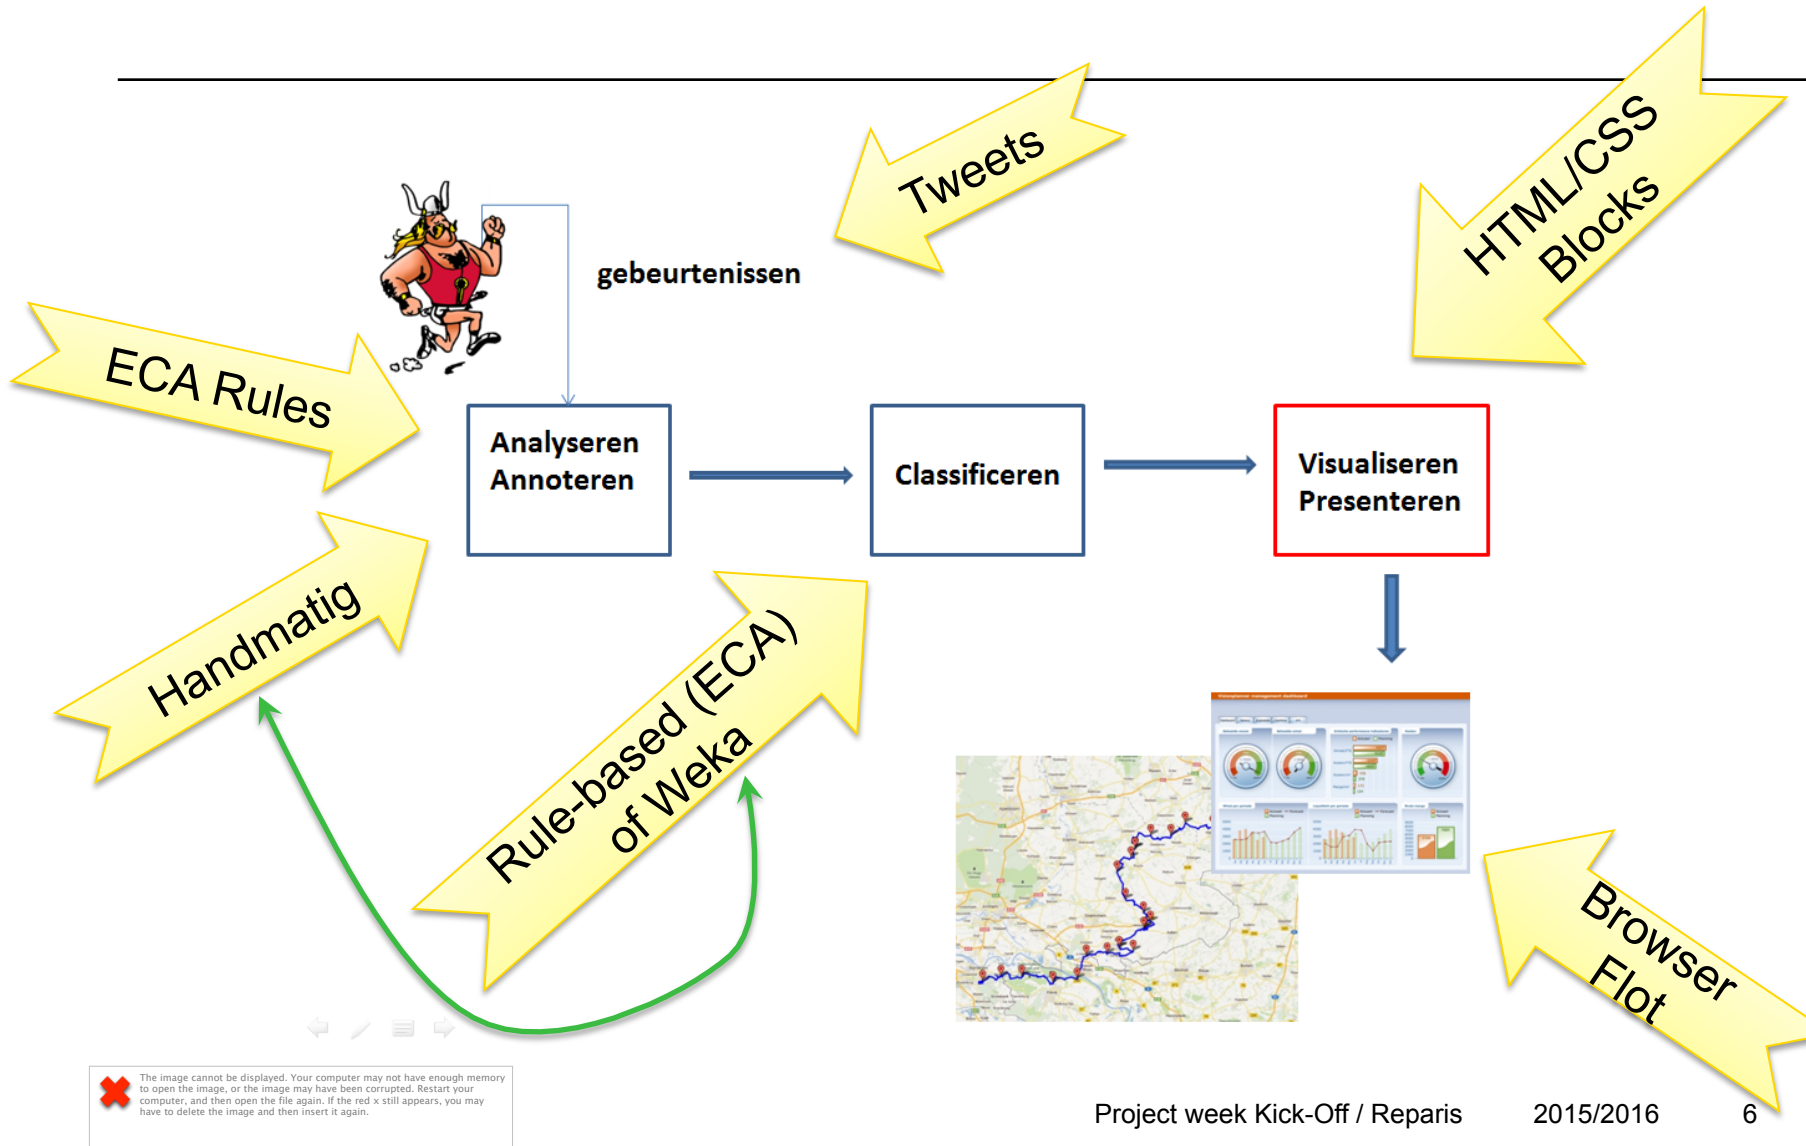 Tweets
HTML/CSS
Blocks
gebeurtenissen
ECA Rules
Analyseren
Annoteren
Classificeren
Visualiseren
Presenteren
Handmatig
Rule-based (ECA)
of Weka
Browser
Flot
The image cannot be displayed. Your computer may not have enough memory
to open the image, or the image may have been corrupted. Restart your
computer, and then open the file again. If the red x still appears, you may
have to delete the image and then insert it again.
Project week Kick-Off / Reparis 2015/2016 6